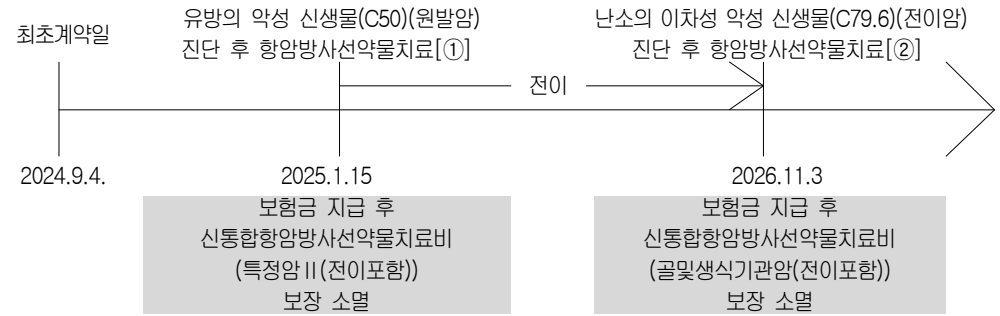 최초계약일
유방의 악성 신생물(C50)(원발암)
진단 후 항암방사선약물치료[①]
난소의 이차성 악성 신생물(C79.6)(전이암)
진단 후 항암방사선약물치료[②]
전이
2024.9.4.
2025.1.15
2026.11.3
보험금 지급 후
신통합항암방사선약물치료비
(특정암Ⅱ(전이포함))
보장 소멸
보험금 지급 후
신통합항암방사선약물치료비
(골및생식기관암(전이포함))
보장 소멸